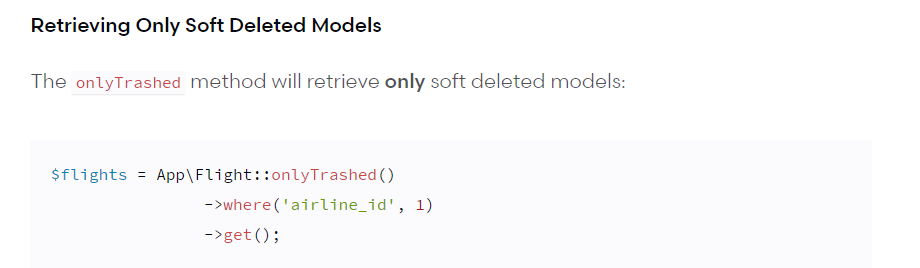 Retrieving Only Soft Deleted Models
The onlyTrashed method will retrieve only soft deleted models:
$flights = App\Flight::onlyTrashed()
->where('airline_id', 1)
->get();